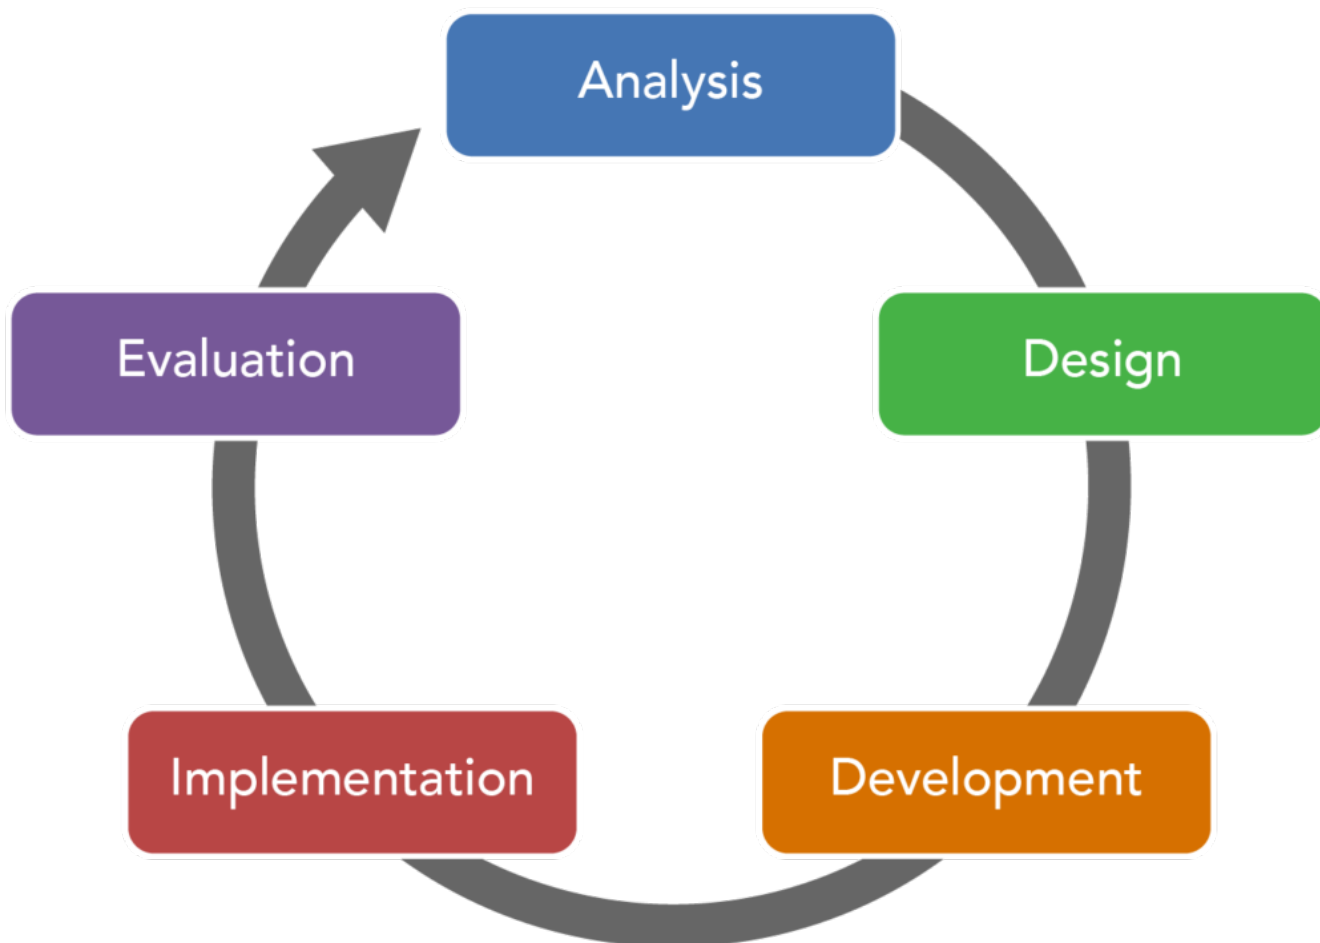 Analysis
Design
Development
Implementation
Evaluation